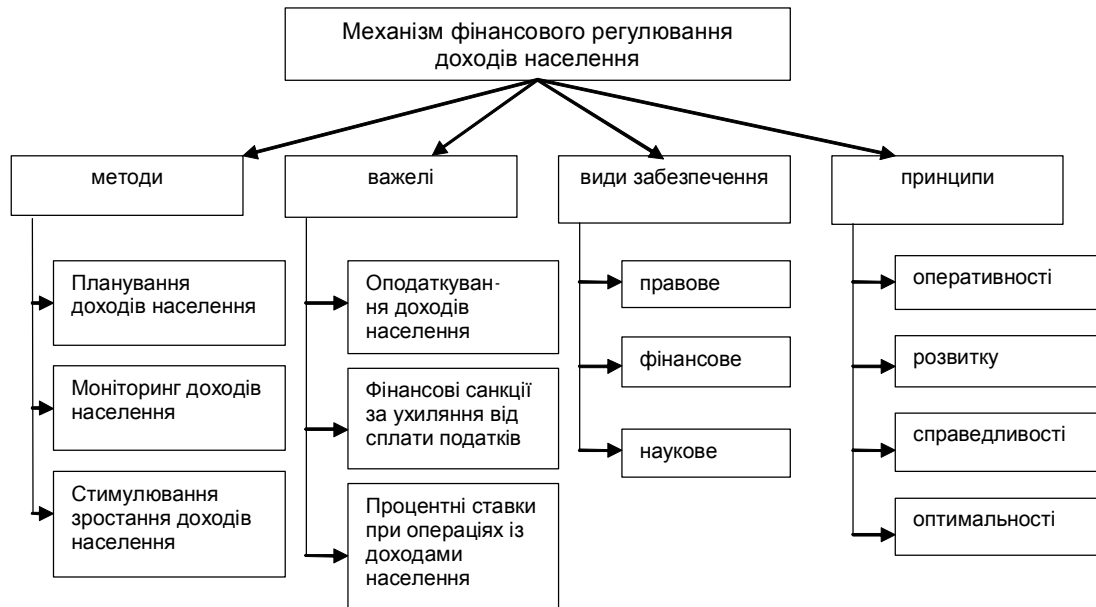 Механізм фінансового регулювання
доходів населення
методи
важелі
види забезпечення
принципи
Планування
доходів населення
Моніторинг доходів
населення
Стимулювання
зростання доходів
населення
Оподаткуван-
ня доходів
населення
Фінансові санкції
за ухиляння від
сплати податків
Процентні ставки
при операціях із
доходами
населення
правове
фінансове
наукове
оперативності
розвитку
справедливості
оптимальності